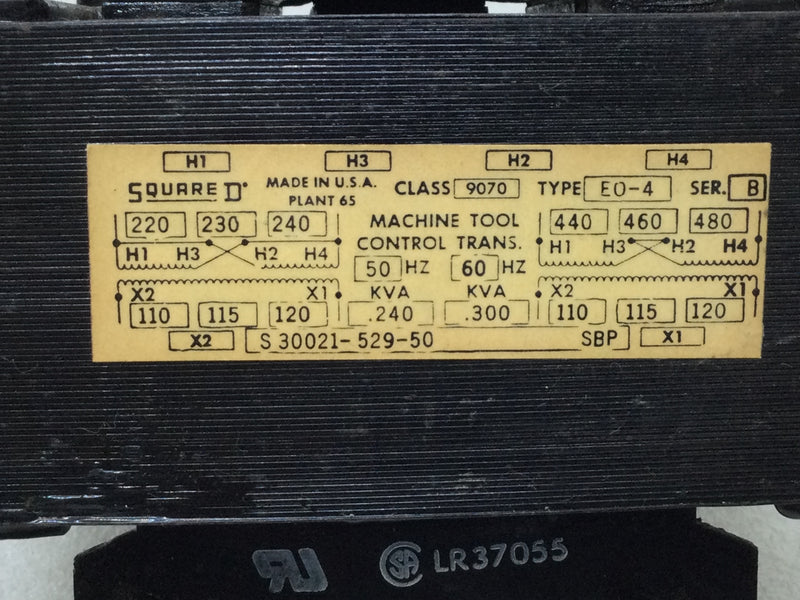 H1 H3 H2 H4
SQUARE D MADE IN U.S.A. CLASS 9070 TYPE EO-4 SER. B
PLANT 65
220 230 240 MACHINE TOOL 440 460 480
CONTROL TRANS.
H1 H3 H2 H4 H1 H3 H2 H4
50 HZ 60 HZ
X2 X1 KVA KVA X2 X1
110 115 120 .240 .300 110 115 120
X2 S 30021-529-50 SBP X1
SA LR37055